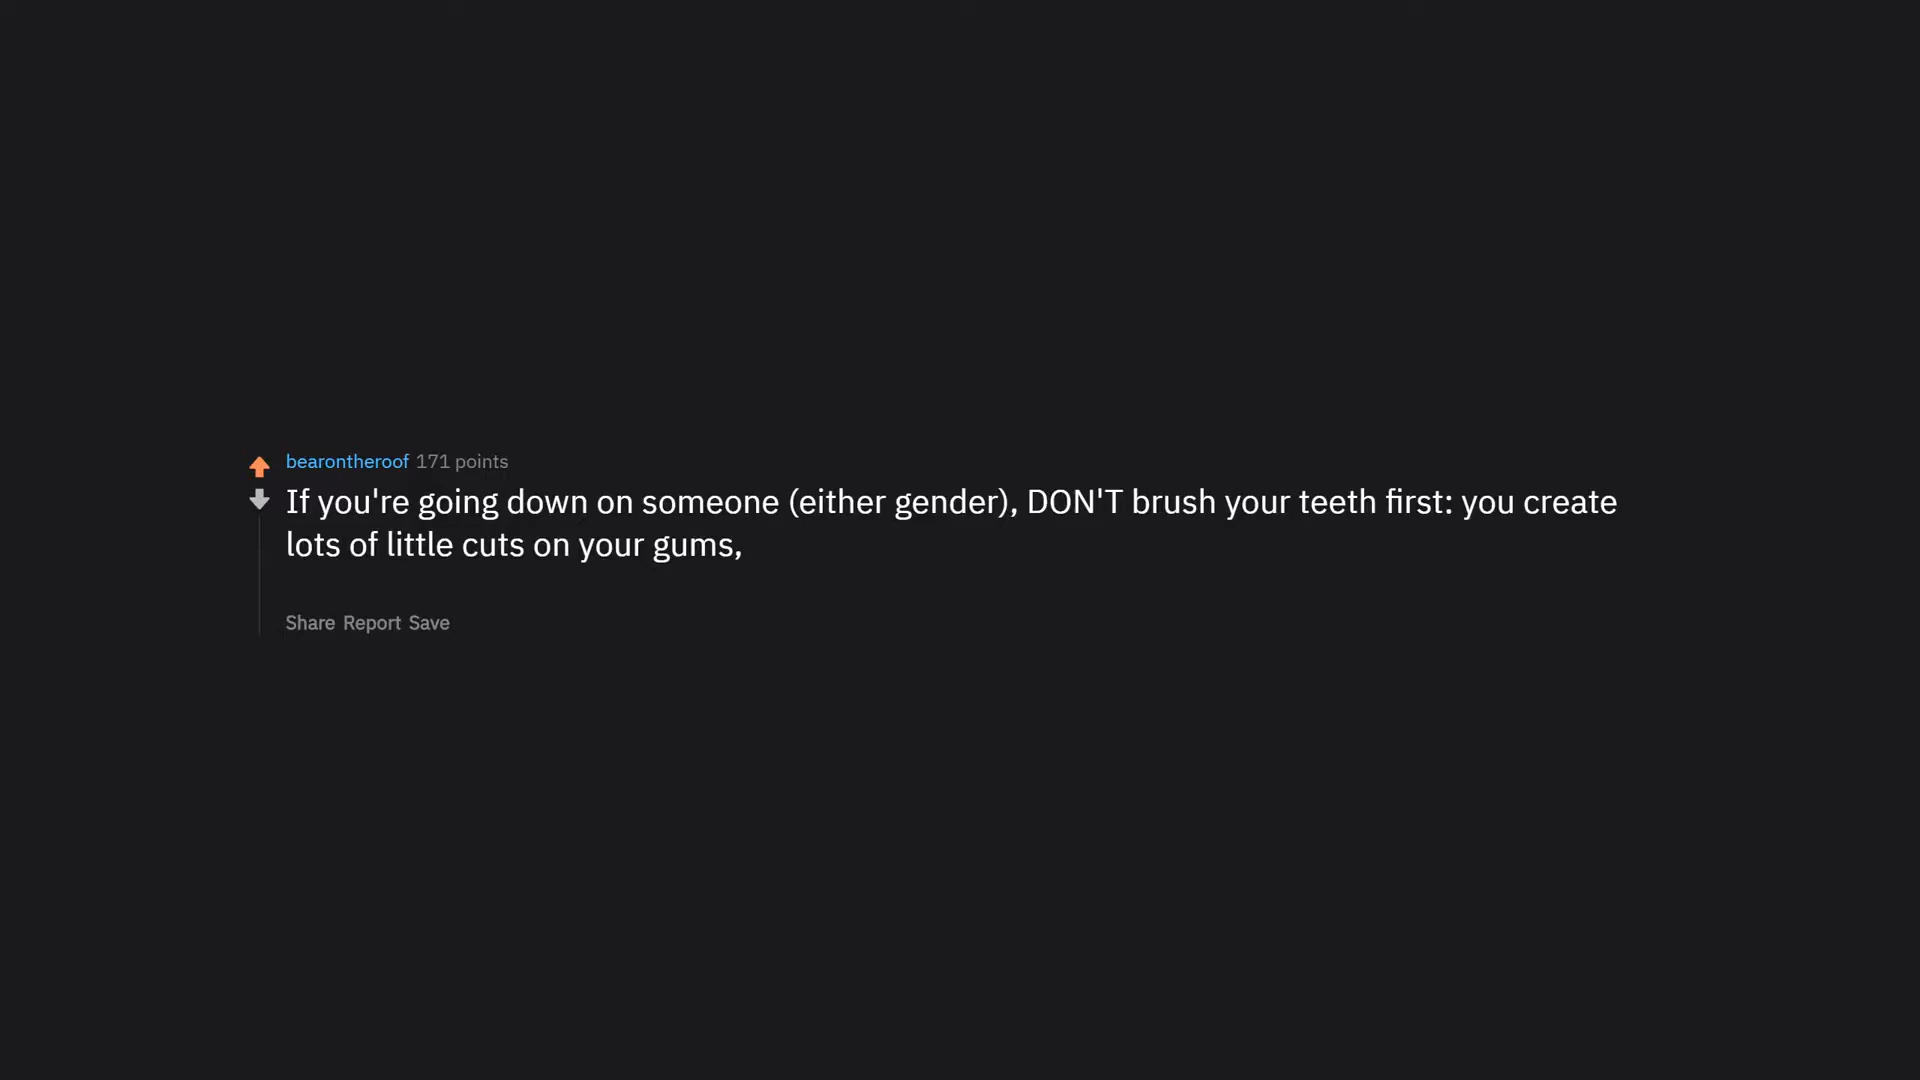 bearontheroof 171 points
If you're going down on someone (either gender), DON'T brush your teeth first: you create
lots of little cuts on your gums,
Share Report Save